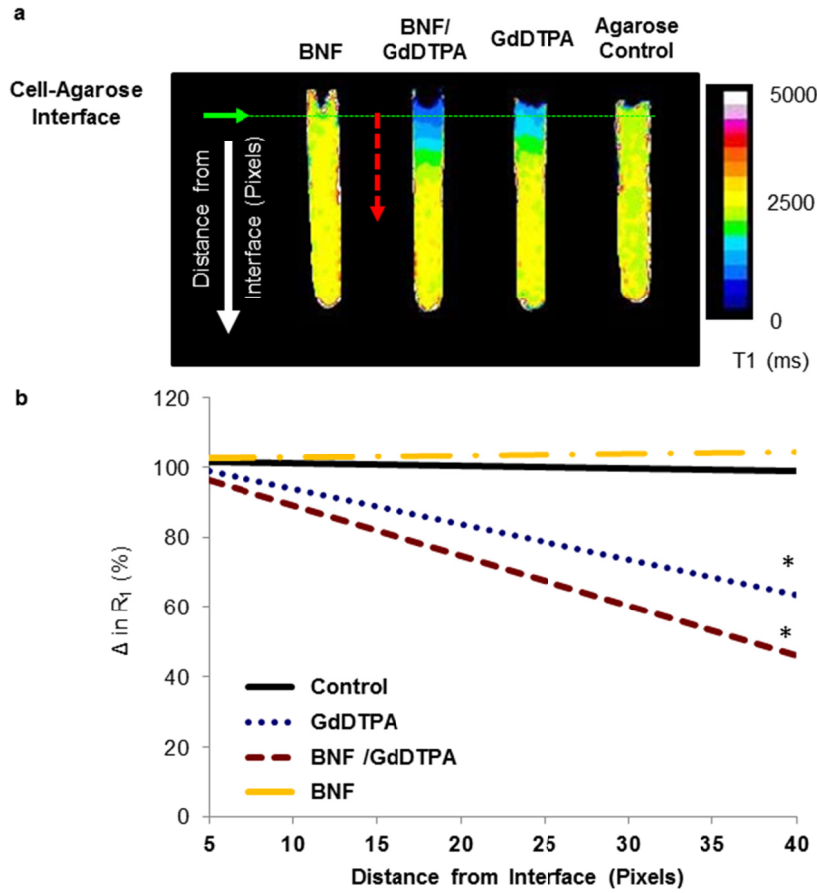 a
BNF
BNF/
GdDTPA
GdDTPA
Agarose
Control
Cell-Agarose
Interface
Distance from
Interface (Pixels)
5000
2500
0
T1 (ms)
b
120
100
80
60
40
20
0
Δ in R1 (%)
*
*
Control
GdDTPA
BNF /GdDTPA
BNF
5 10 15 20 25 30 35 40
Distance from Interface (Pixels)